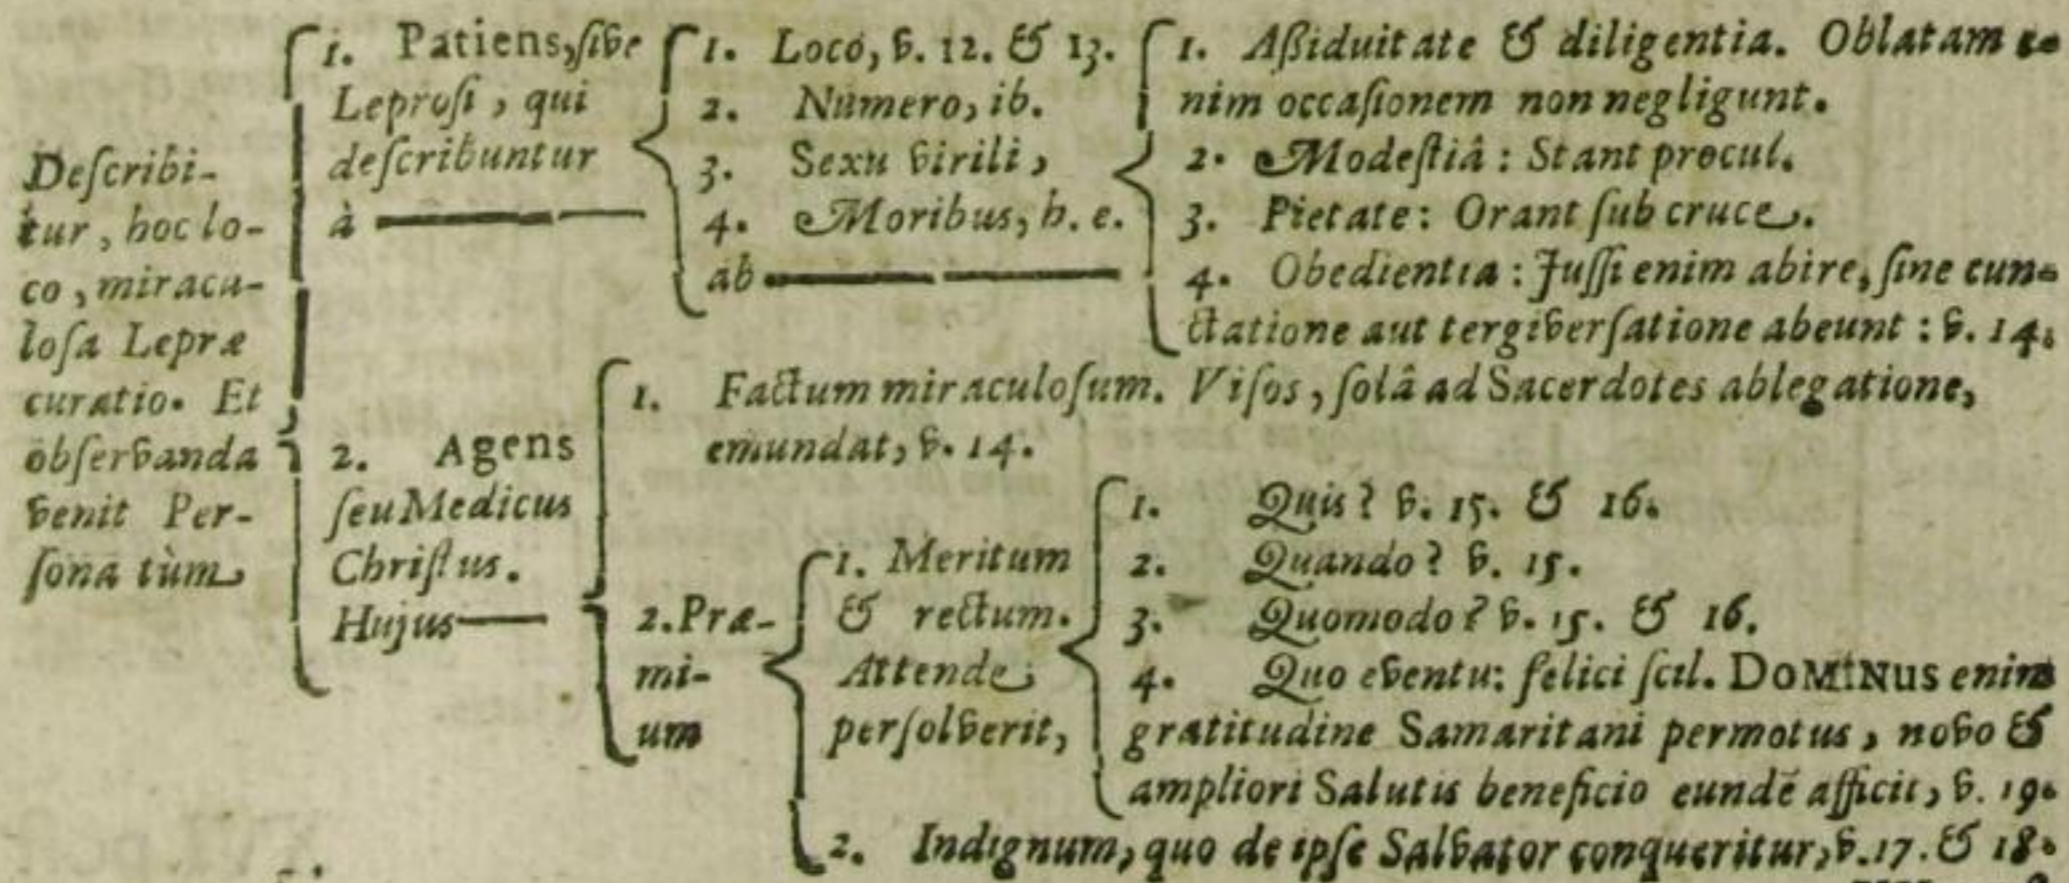 Deſcribi-
tur, hoc lo-
co, miracu-
loſa Lepræ
curatio. Et
obſervanda
venit Per-
ſona tùm
1. Patiens, ſive
Leproſi, qui
deſcribuntur
à
1. Loco, v. 12. & 13.
2. Numero, ib.
3. Sexu virili,
4. Moribus, h. e.
ab
1. Aſsiduitate & diligentia. Oblatam e-
nim occaſionem non negligunt.
2. Modeſtiâ: Stant procul.
3. Pietate: Orant ſub cruce.
4. Obedientia: Juſſi enim abire, ſine cun-
ctatione aut tergiverſatione abeunt: v. 14.
2. Agens
ſeu Medicus
Chriſtus.
Hujus
1. Factum miraculoſum. Viſos, ſolâ ad Sacerdotes ablegatione,
emundat, v. 14.
2. Præ-
mi-
um
1. Meritum
& rectum.
Attende
perſolverit,
1. Quis? v. 15. & 16.
2. Quando? v. 15.
3. Quomodo? v. 15. & 16.
4. Quo eventu: felici ſcil. DOMINUS enim
gratitudine Samaritani permotus, novo &
ampliori Salutis beneficio eundē afficit, v. 19.
2. Indignum, quo de ipſe Salvator conqueritur, v. 17. & 18.